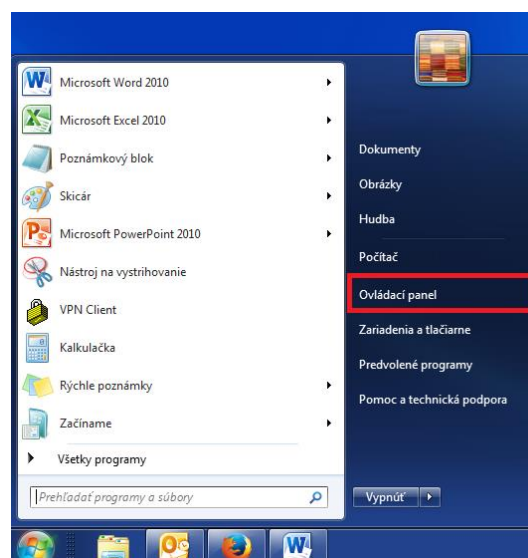 Microsoft Word 2010
Microsoft Excel 2010
Poznámkový blok
Skicár
Microsoft PowerPoint 2010
Nástroj na vystrihovanie
VPN Client
Kalkulačka
Rýchle poznámky
Začíname
Všetky programy
Prehľadať programy a súbory
Dokumenty
Obrázky
Hudba
Počítač
Ovládací panel
Zariadenia a tlačiarne
Predvolené programy
Pomoc a technická podpora
Vypnúť